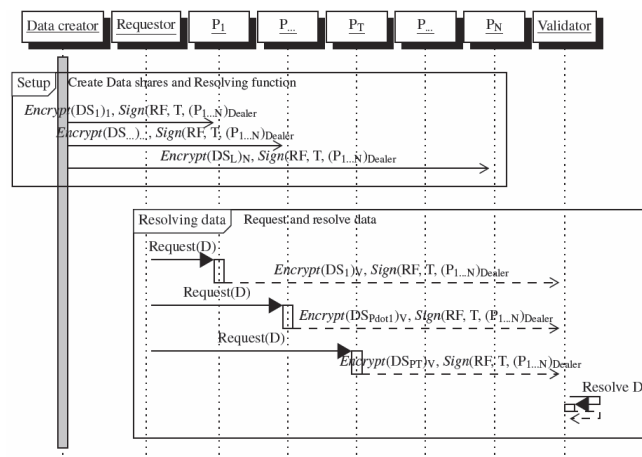 Data creator Requestor P1 P... PT P... PN Validator
Setup Create Data shares and Resolving function
Encrypt(DS1)1, Sign(RF, T, (P1...N)Dealer
Encrypt(DS...)..., Sign(RF, T, (P1...N)Dealer
Encrypt(DSL)N, Sign(RF, T, (P1...N)Dealer
Resolving data Request and resolve data
Request(D)
Encrypt(DS1)V, Sign(RF, T, (P1...N)Dealer
Request(D)
Encrypt(DSPdot1)V, Sign(RF, T, (P1...N)Dealer
Request(D)
Encrypt(DSPT)V, Sign(RF, T, (P1...N)Dealer
Resolve D